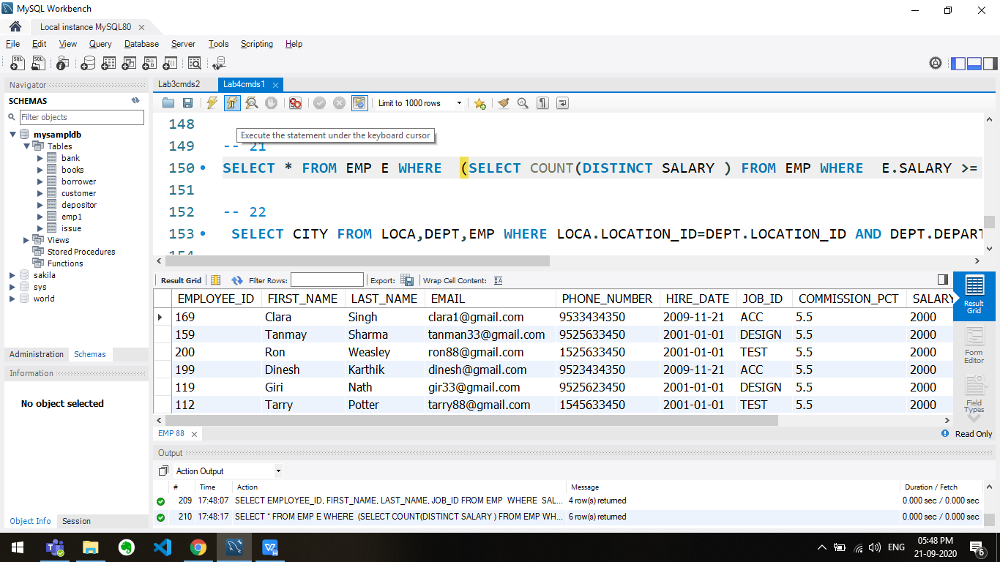 MySQL Workbench
Local instance MySQL80
File Edit View Query Database Server Tools Scripting Help
Navigator
SCHEMAS
Filter objects
mysampldb
Tables
bank
books
borrower
customer
depositor
emp1
issue
Views
Stored Procedures
Functions
sakila
sys
world
Administration Schemas
Information
No object selected
Object Info Session
Lab3cmds2 Lab4cmds1
Limit to 1000 rows
148
Execute the statement under the keyboard cursor
149 -- 21
150 SELECT * FROM EMP E WHERE (SELECT COUNT(DISTINCT SALARY ) FROM EMP WHERE E.SALARY >=
151
152 -- 22
153 SELECT CITY FROM LOCA,DEPT,EMP WHERE LOCA.LOCATION_ID=DEPT.LOCATION_ID AND DEPT.DEPART
154
Result Grid Filter Rows: Export: Wrap Cell Content:
EMPLOYEE_ID FIRST_NAME LAST_NAME EMAIL PHONE_NUMBER HIRE_DATE JOB_ID COMMISSION_PCT SALARY
169 Clara Singh clara1@gmail.com 9533434350 2009-11-21 ACC 5.5 2000
159 Tanmay Sharma tanman33@gmail.com 9525633450 2001-01-01 DESIGN 5.5 2000
200 Ron Weasley ron88@gmail.com 1525633450 2001-01-01 TEST 5.5 2000
199 Dinesh Karthik dinesh@gmail.com 9523434450 2009-11-21 ACC 5.5 2000
119 Giri Nath gir33@gmail.com 9525623450 2001-01-01 DESIGN 5.5 2000
112 Tarry Potter tarry88@gmail.com 1545633450 2001-01-01 TEST 5.5 2000
Result
Grid
Form
Editor
Field
Types
EMP 88
Read Only
Output
Action Output
# Time Action Message Duration / Fetch
209 17:48:07 SELECT EMPLOYEE_ID, FIRST_NAME, LAST_NAME, JOB_ID FROM EMP WHERE SAL... 4 row(s) returned 0.000 sec / 0.000 sec
210 17:48:17 SELECT * FROM EMP E WHERE (SELECT COUNT(DISTINCT SALARY ) FROM EMP WH... 6 row(s) returned 0.000 sec / 0.000 sec
ENG
05:48 PM
21-09-2020
6